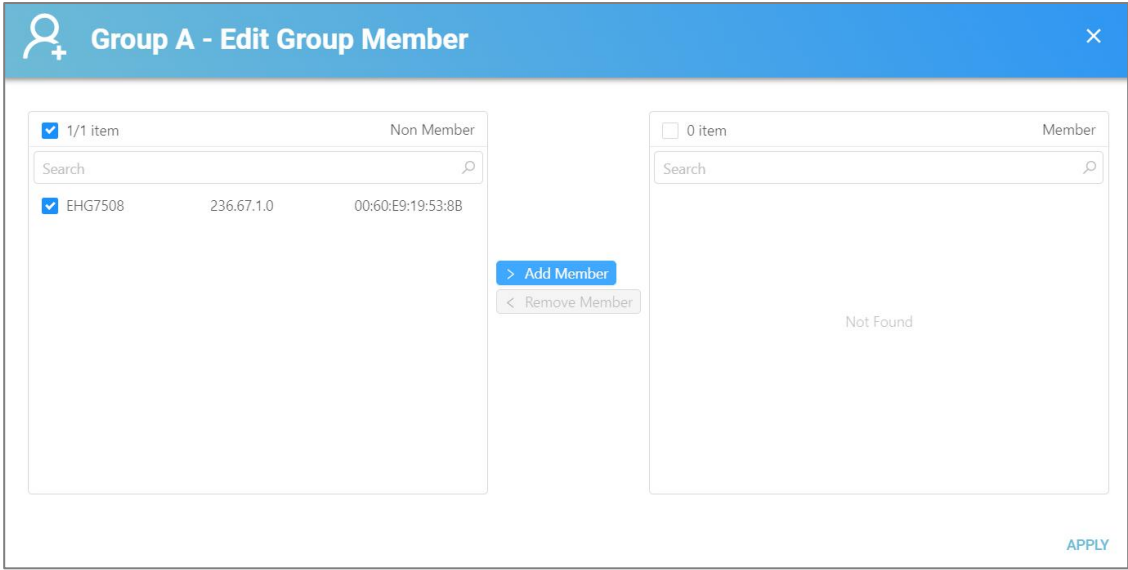 Group A - Edit Group Member
1/1 item Non Member
Search
EHG7508 236.67.1.0 00:60:E9:19:53:8B
> Add Member
< Remove Member
0 item Member
Search
Not Found
APPLY